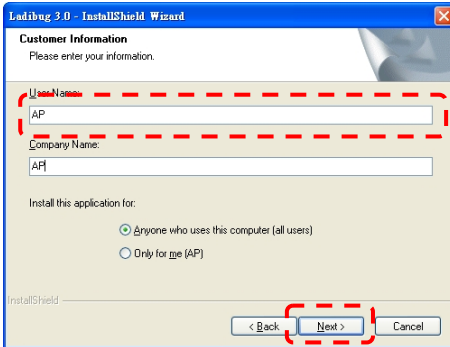 Ladibug 3.0 - InstallShield Wizard
Customer Information
Please enter your information.
User Name:
AP
Company Name:
AP
Install this application for:
Anyone who uses this computer (all users)
Only for me (AP)
InstallShield
< Back
Next >
Cancel